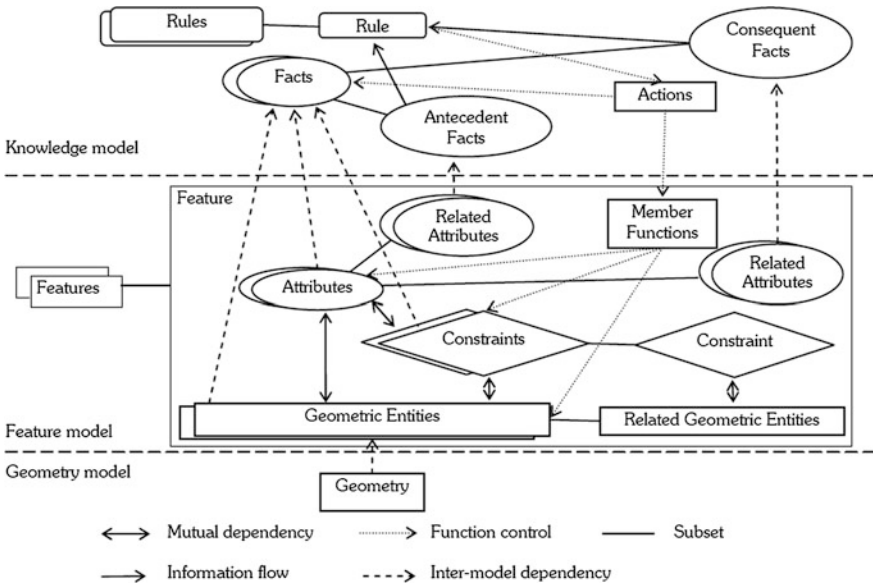 Rules
Rule
Consequent
Facts
Facts
Actions
Antecedent
Facts
Knowledge model
Feature
Related
Attributes
Member
Functions
Related
Attributes
Features
Attributes
Constraints
Constraint
Geometric Entities
Related Geometric Entities
Feature model
Geometry model
Geometry
Mutual dependency
Function control
Subset
Information flow
Inter-model dependency